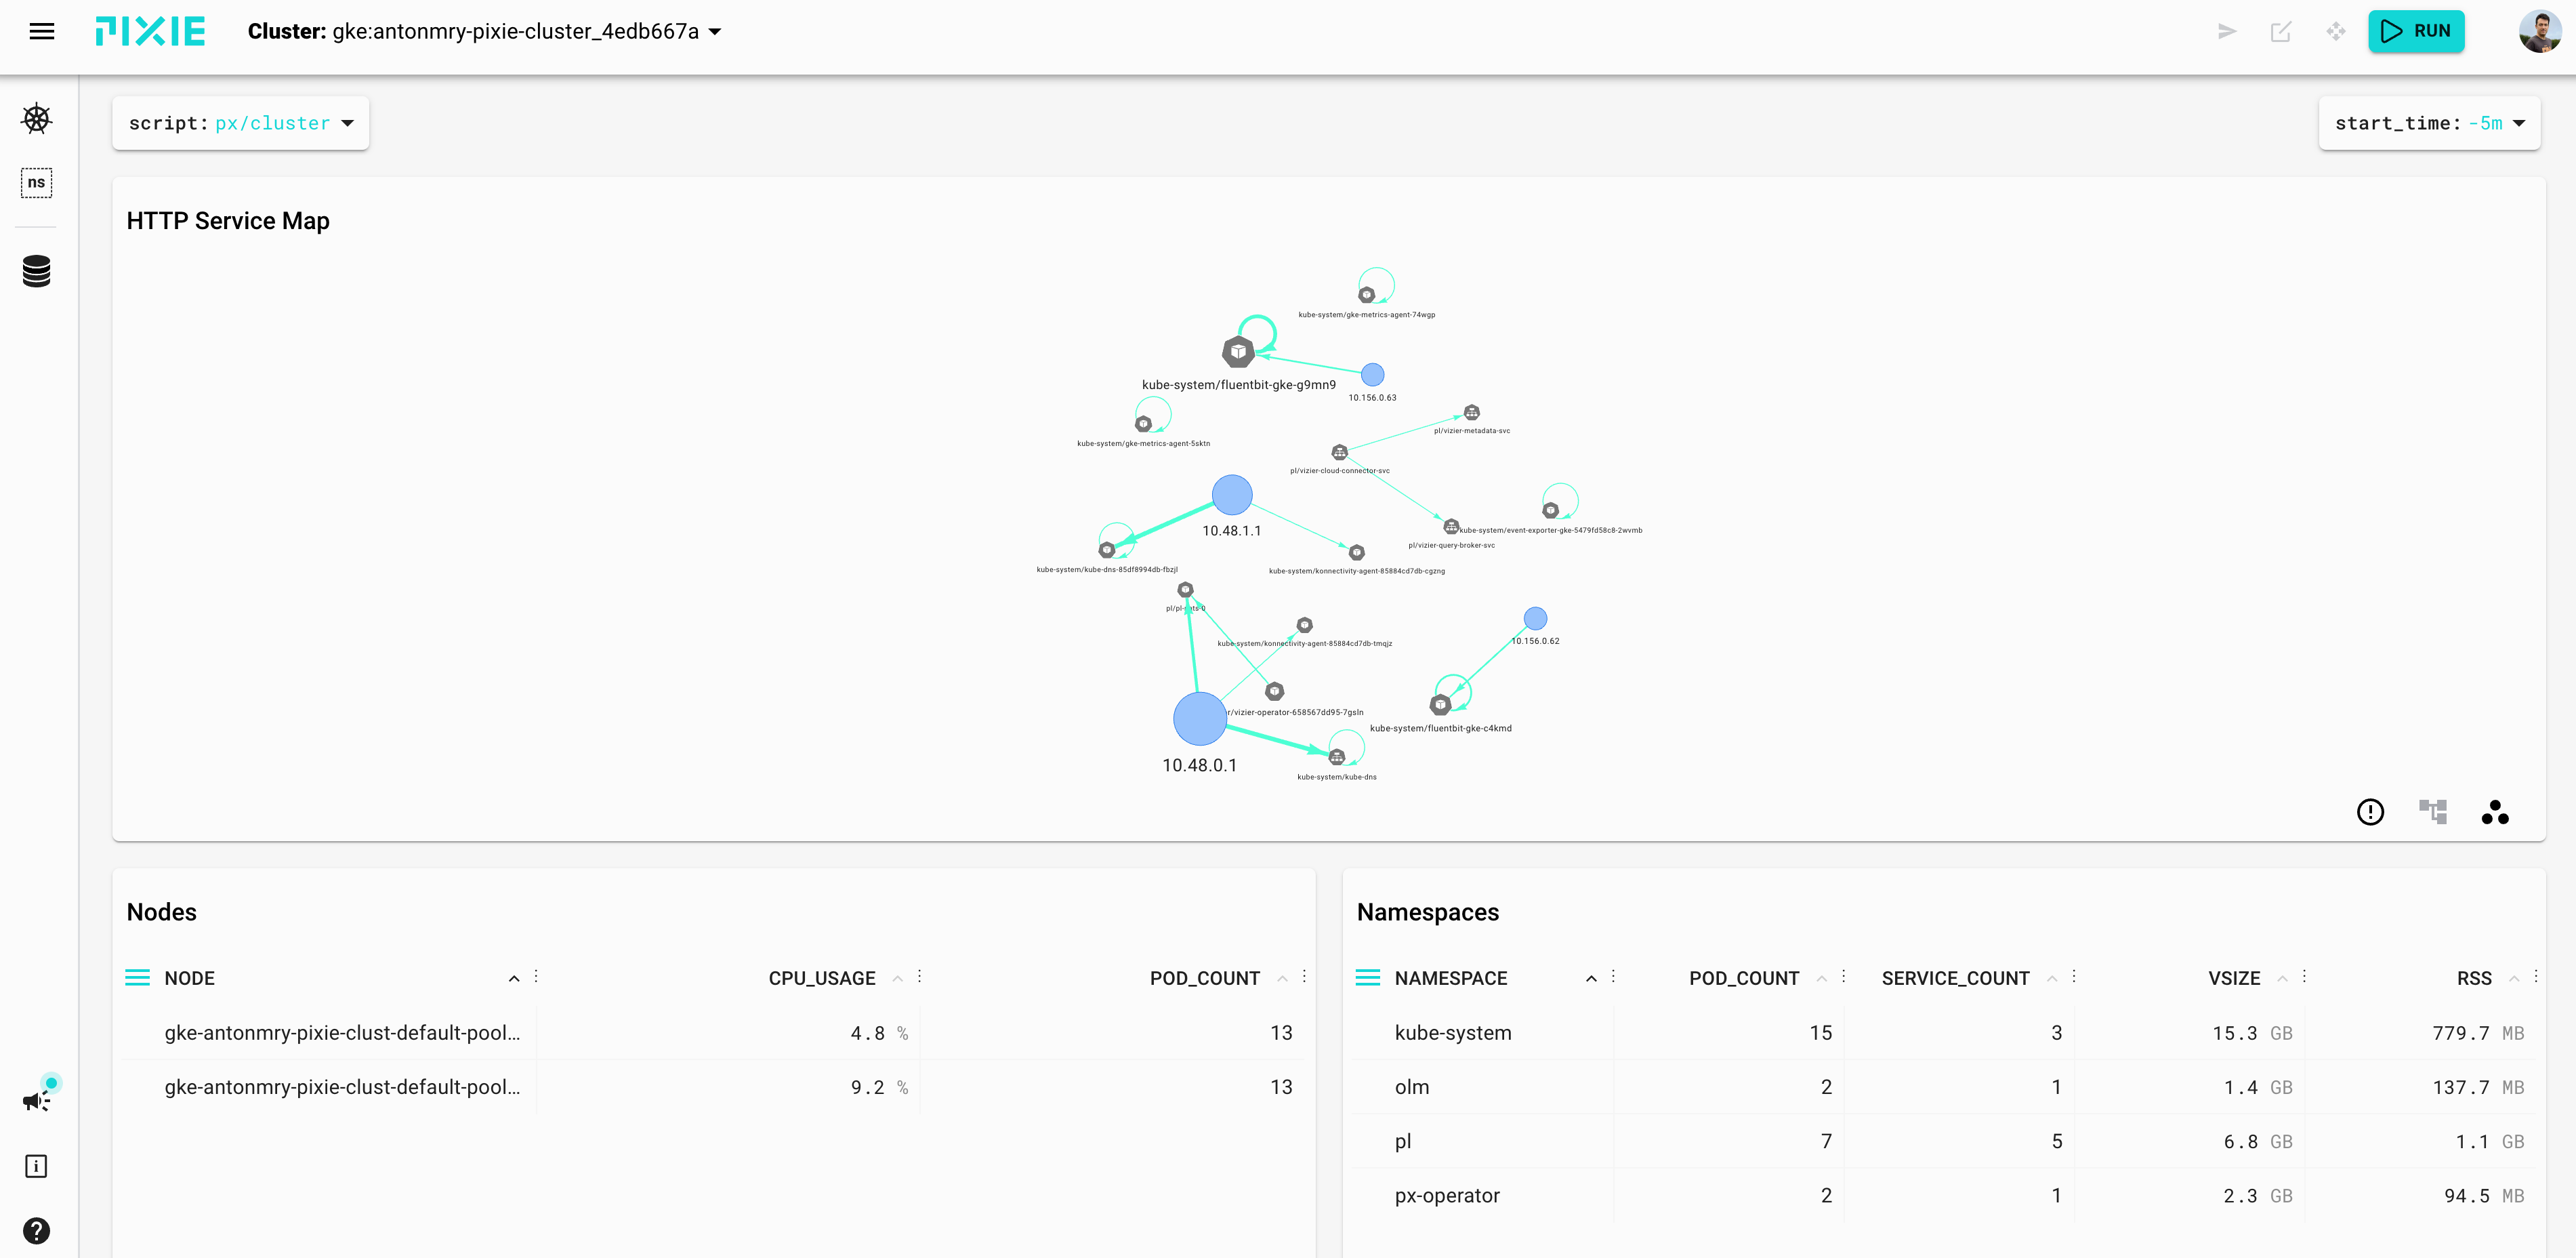 PIXIE
Cluster: gke:antonmry-pixie-cluster_4edb667a
RUN
script: px/cluster
start_time: -5m
ns
HTTP Service Map
kube-system/gke-metrics-agent-74wgp
kube-system/fluentbit-gke-g9mn9
10.156.0.63
pl/vizier-metadata-svc
kube-system/gke-metrics-agent-5sktn
pl/vizier-cloud-connector-svc
10.48.1.1
kube-system/event-exporter-gke-5479fd58c8-2wvmb
pl/vizier-query-broker-svc
kube-system/kube-dns-85df8994db-fbzjl
kube-system/konnectivity-agent-85884cd7db-cgzng
10.156.0.62
kube-system/konnectivity-agent-85884cd7db-tmqjz
r/vizier-operator-658567dd95-7gsln
kube-system/fluentbit-gke-c4kmd
10.48.0.1
kube-system/kube-dns
Nodes
NODE CPU_USAGE POD_COUNT
gke-antonmry-pixie-clust-default-pool... 4.8 % 13
gke-antonmry-pixie-clust-default-pool... 9.2 % 13
Namespaces
NAMESPACE POD_COUNT SERVICE_COUNT VSIZE RSS
kube-system 15 3 15.3 GB 779.7 MB
olm 2 1 1.4 GB 137.7 MB
pl 7 5 6.8 GB 1.1 GB
px-operator 2 1 2.3 GB 94.5 MB